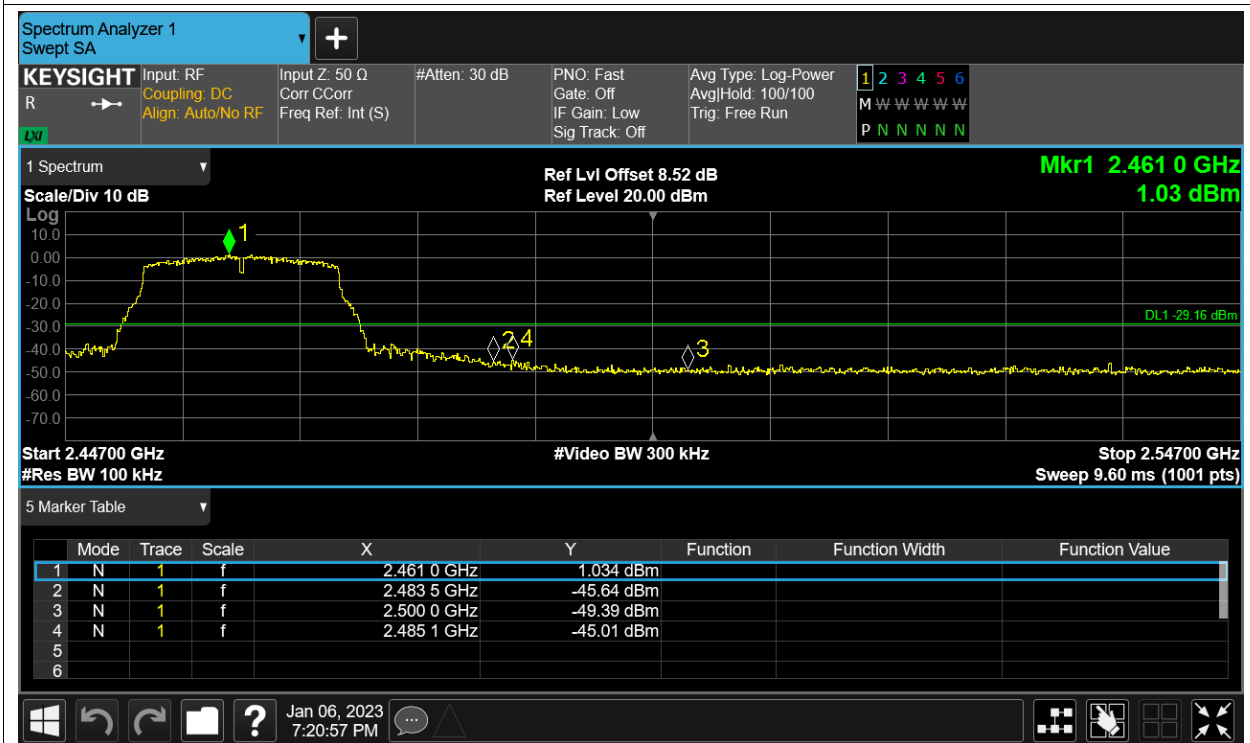 Spectrum Analyzer 1
Swept SA
KEYSIGHT
R
LXI
Input: RF
Coupling: DC
Align: Auto/No RF
Input Z: 50 Ω
Corr CCorr
Freq Ref: Int (S)
#Atten: 30 dB
PNO: Fast
Gate: Off
IF Gain: Low
Sig Track: Off
Avg Type: Log-Power
Avg|Hold: 100/100
Trig: Free Run
1 2 3 4 5 6
M W W W W W
P N N N N N
1 Spectrum
Scale/Div 10 dB
Ref Lvl Offset 8.52 dB
Ref Level 20.00 dBm
Mkr1 2.461 0 GHz
1.03 dBm
Log
10.0
0.00
-10.0
-20.0
-30.0
-40.0
-50.0
-60.0
-70.0
1
2
4
3
DL1 -29.16 dBm
Start 2.44700 GHz
#Res BW 100 kHz
#Video BW 300 kHz
Stop 2.54700 GHz
Sweep 9.60 ms (1001 pts)
5 Marker Table
Mode Trace Scale X Y Function Function Width Function Value
1 N 1 f 2.461 0 GHz 1.034 dBm
2 N 1 f 2.483 5 GHz -45.64 dBm
3 N 1 f 2.500 0 GHz -49.39 dBm
4 N 1 f 2.485 1 GHz -45.01 dBm
5
6
?
Jan 06, 2023
7:20:57 PM